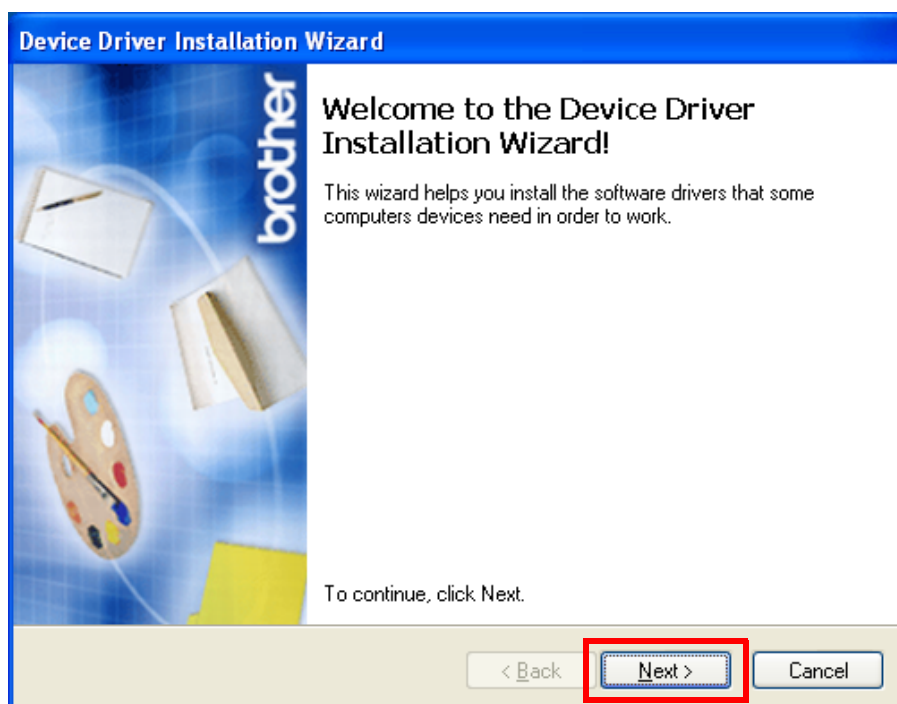 Device Driver Installation Wizard
brother
Welcome to the Device Driver
Installation Wizard!
This wizard helps you install the software drivers that some
computers devices need in order to work.
To continue, click Next.
< Back
Next >
Cancel